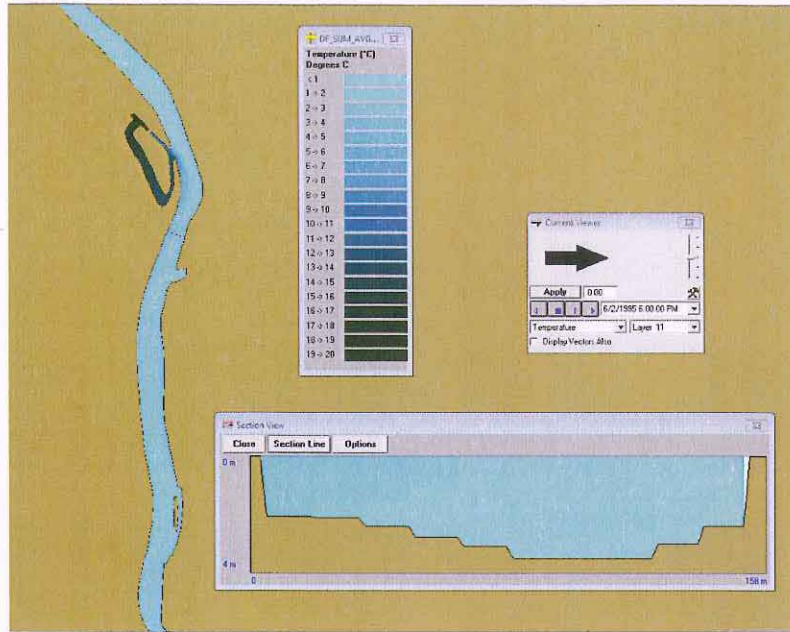 DF_SUM_AVG...
Temperature (°C)
Degrees C
< 1
1 -> 2
2 -> 3
3 -> 4
4 -> 5
5 -> 6
6 -> 7
7 -> 8
8 -> 9
9 -> 10
10 -> 11
11 -> 12
12 -> 13
13 -> 14
14 -> 15
15 -> 16
16 -> 17
17 -> 18
18 -> 19
19 -> 20
Current Viewer
Apply 0.00
6/2/1995 6:00:00 PM
Temperature Layer 11
Display Vectors Also
Section View
Close Section Line Options
0 m
4 m
0 158 m